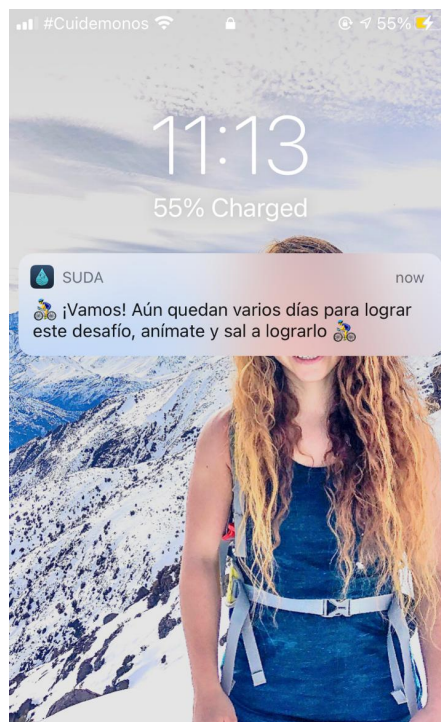 #Cuidemonos 55%
11:13
55% Charged
SUDA now
🚴 ¡Vamos! Aún quedan varios días para lograr
este desafío, anímate y sal a lograrlo 🚴